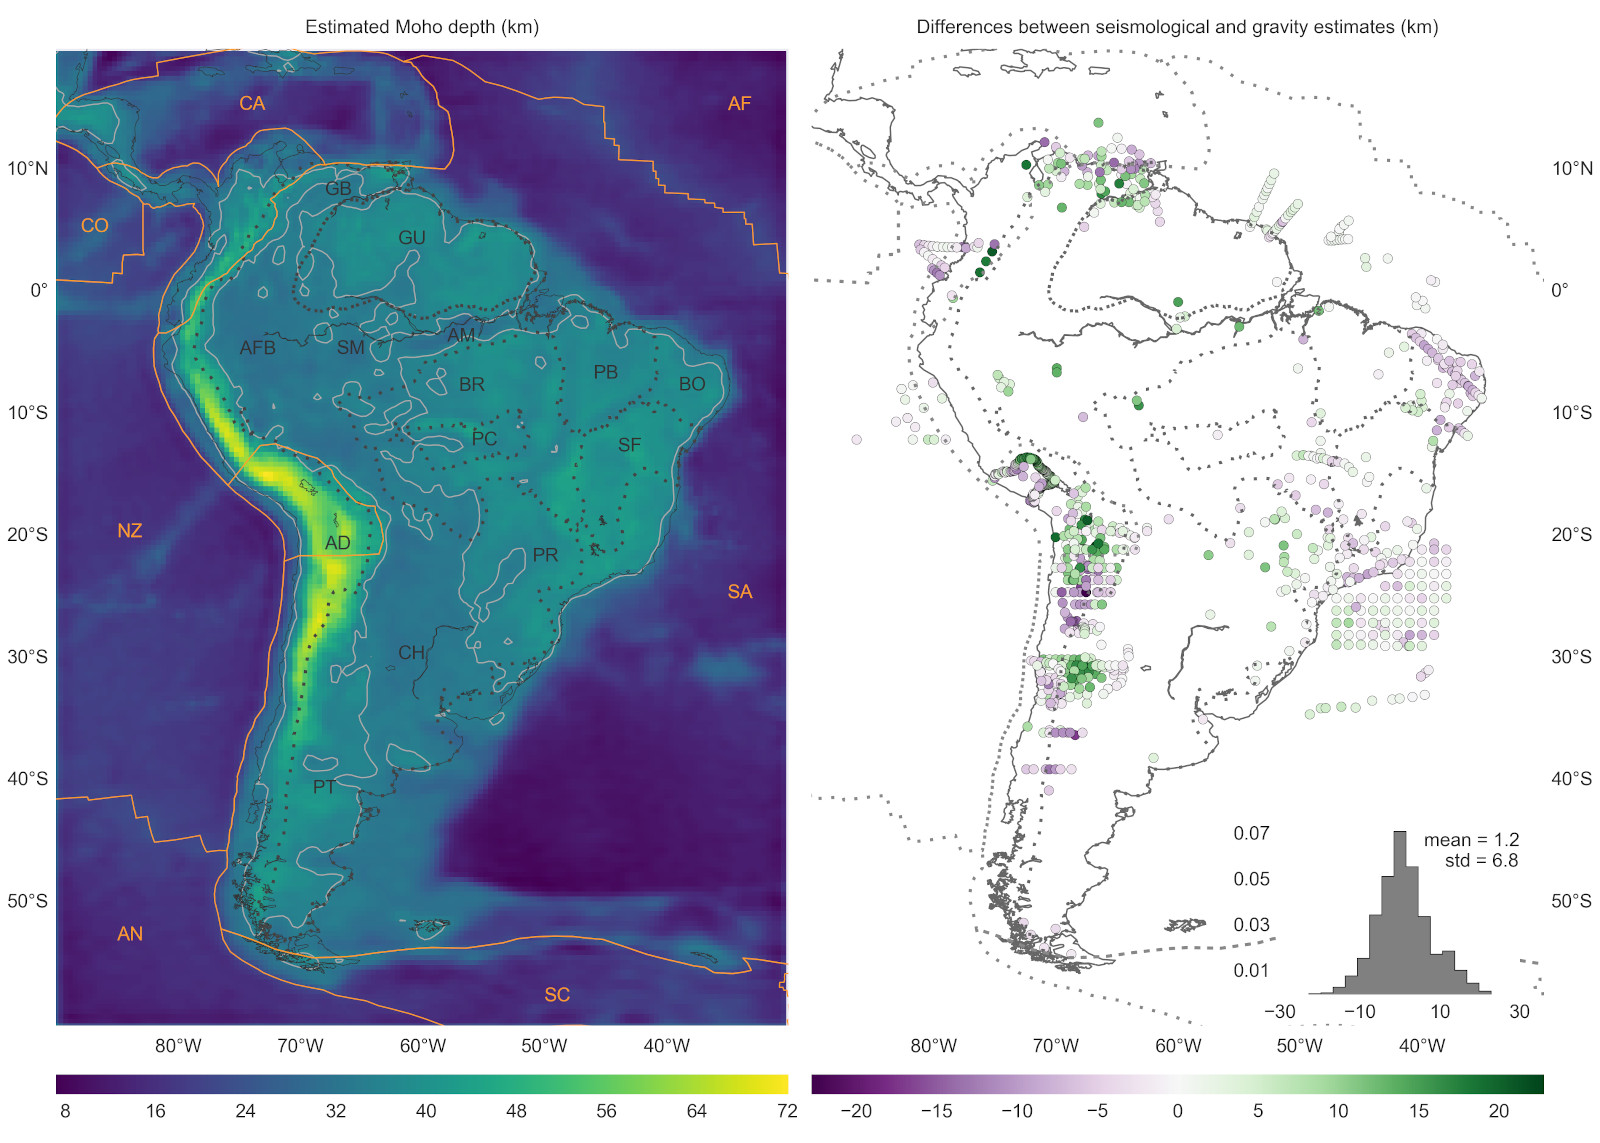 Estimated Moho depth (km)
Differences between seismological and gravity estimates (km)
CA
AF
10°N
10°N
GB
CO
GU
0°
0°
AFB
SM
AM
BR
PB
BO
10°S
10°S
PC
SF
NZ
20°S
AD
PR
20°S
SA
30°S
CH
30°S
40°S
PT
40°S
0.07
mean = 1.2
std = 6.8
0.05
50°S
50°S
0.03
AN
0.01
SC
−30
−10
10
30
80°W
70°W
60°W
50°W
40°W
80°W
70°W
60°W
50°W
40°W
8
16
24
32
40
48
56
64
72
−20
−15
−10
−5
0
5
10
15
20